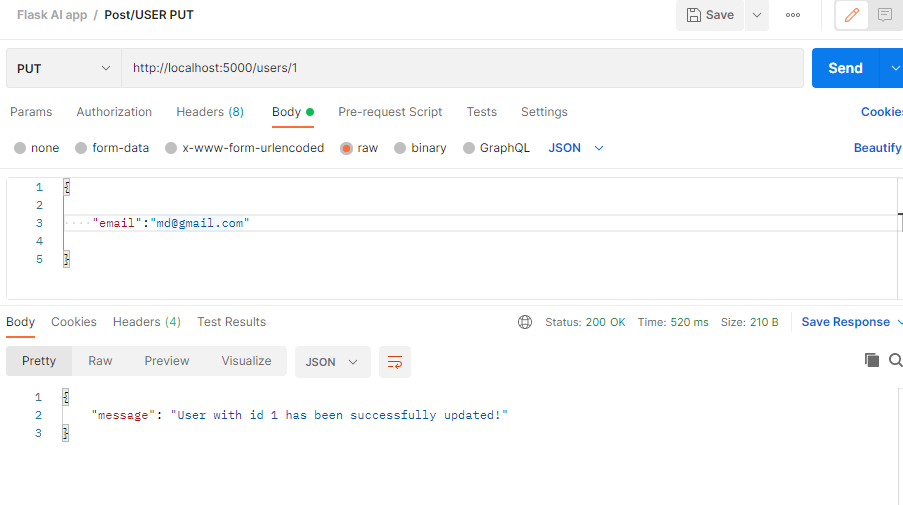 Flask AI app / Post/USER PUT
Save
PUT
http://localhost:5000/users/1
Send
Params Authorization Headers (8) Body Pre-request Script Tests Settings Cookies
none form-data x-www-form-urlencoded raw binary GraphQL JSON Beautify
1 {
2
3 "email":"md@gmail.com"
4
5 }
Body Cookies Headers (4) Test Results Status: 200 OK Time: 520 ms Size: 210 B Save Response
Pretty Raw Preview Visualize JSON
1 {
2 "message": "User with id 1 has been successfully updated!"
3 }